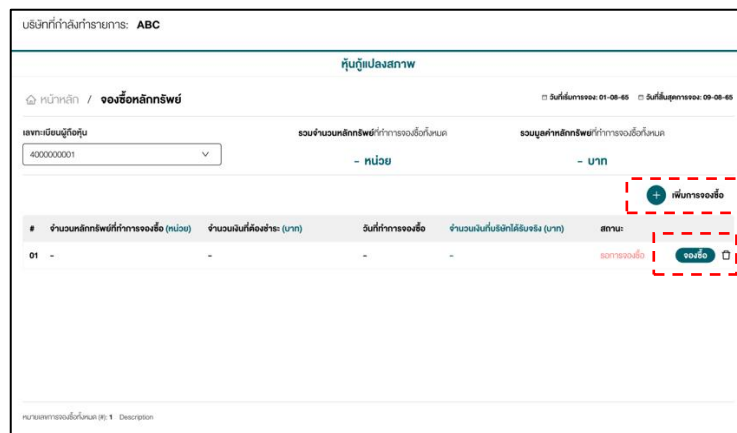 บริษัทที่กำลังทำรายการ: ABC
หุ้นกู้แปลงสภาพ
หน้าหลัก / จองซื้อหลักทรัพย์
วันที่เริ่มการจอง: 01-08-65 วันที่สิ้นสุดการจอง: 09-08-65
เลขทะเบียนผู้ถือหุ้น รวมจำนวนหลักทรัพย์ที่ทำการจองซื้อทั้งหมด รวมมูลค่าหลักทรัพย์ที่ทำการจองซื้อทั้งหมด
4000000001 - หน่วย - บาท
+ เพิ่มการจองซื้อ
# จำนวนหลักทรัพย์ที่ทำการจองซื้อ (หน่วย) จำนวนเงินที่ต้องชำระ (บาท) วันที่ทำการจองซื้อ จำนวนเงินที่บริษัทได้รับจริง (บาท) สถานะ
01 - - - - รอการจองซื้อ จองซื้อ
หมายเลขการจองซื้อทั้งหมด (#): 1 Description